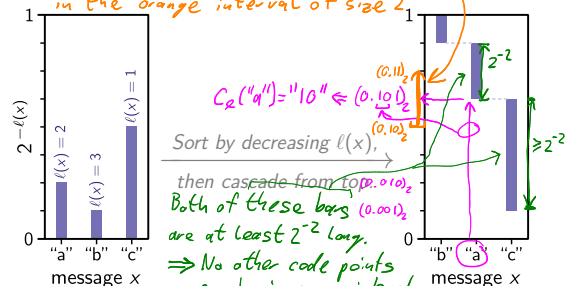 in the orange interval of size 2
1
1
(0.11)₂
2⁻²
ℓ(x) = 1
C_ℓ("a")="10" ⇐ (0.101)₂
2^−ℓ(x)
ℓ(x) = 2
ℓ(x) = 3
(0.10)₂
Sort by decreasing ℓ(x),
≥2⁻²
then cascade from top
(0.010)₂
Both of these bars
(0.001)₂
are at least 2⁻² long.
0
0
"a" "b" "c"
"b" "a" "c"
⇒ No other code points
message x
message x